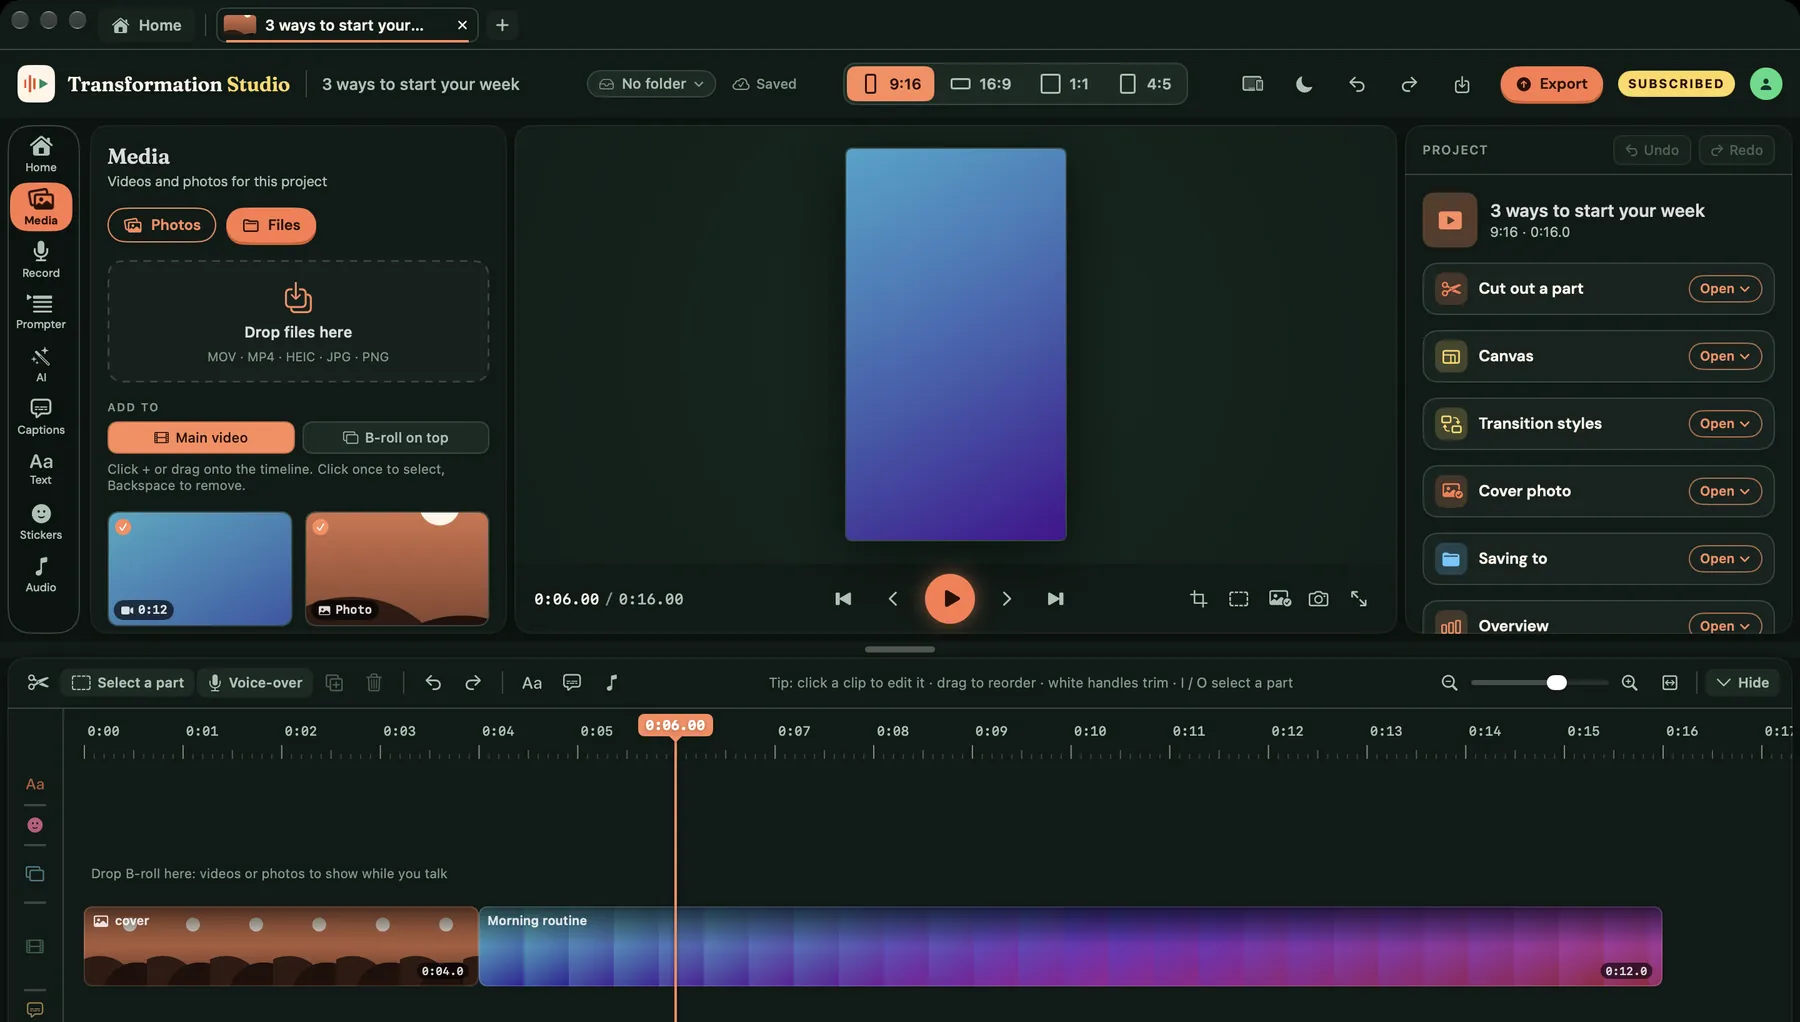 Home
3 ways to start your...
Transformation Studio
3 ways to start your week
No folder
Saved
9:16
16:9
1:1
4:5
Export
SUBSCRIBED
Home
Media
Record
Prompter
AI
Captions
Aa
Text
Stickers
Audio
Media
Videos and photos for this project
Photos
Files
Drop files here
MOV · MP4 · HEIC · JPG · PNG
ADD TO
Main video
B-roll on top
Click + or drag onto the timeline. Click once to select,
Backspace to remove.
0:12
Photo
0:06.00 / 0:16.00
PROJECT
Undo
Redo
3 ways to start your week
9:16 · 0:16.0
Cut out a part
Open
Canvas
Open
Transition styles
Open
Cover photo
Open
Saving to
Open
Overview
Open
Select a part
Voice-over
Aa
Tip: click a clip to edit it · drag to reorder · white handles trim · I / O select a part
Hide
0:00
0:01
0:02
0:03
0:04
0:05
0:06.00
0:07
0:08
0:09
0:10
0:11
0:12
0:13
0:14
0:15
0:16
Aa
Drop B-roll here: videos or photos to show while you talk
cover
0:04.0
Morning routine
0:12.0